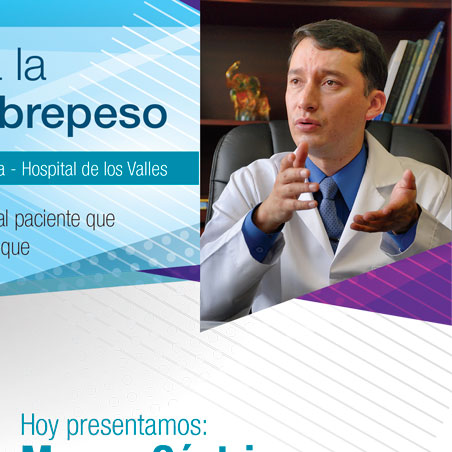 la
brepeso
- Hospital de los Valles
al paciente que
que
Hoy presentamos: